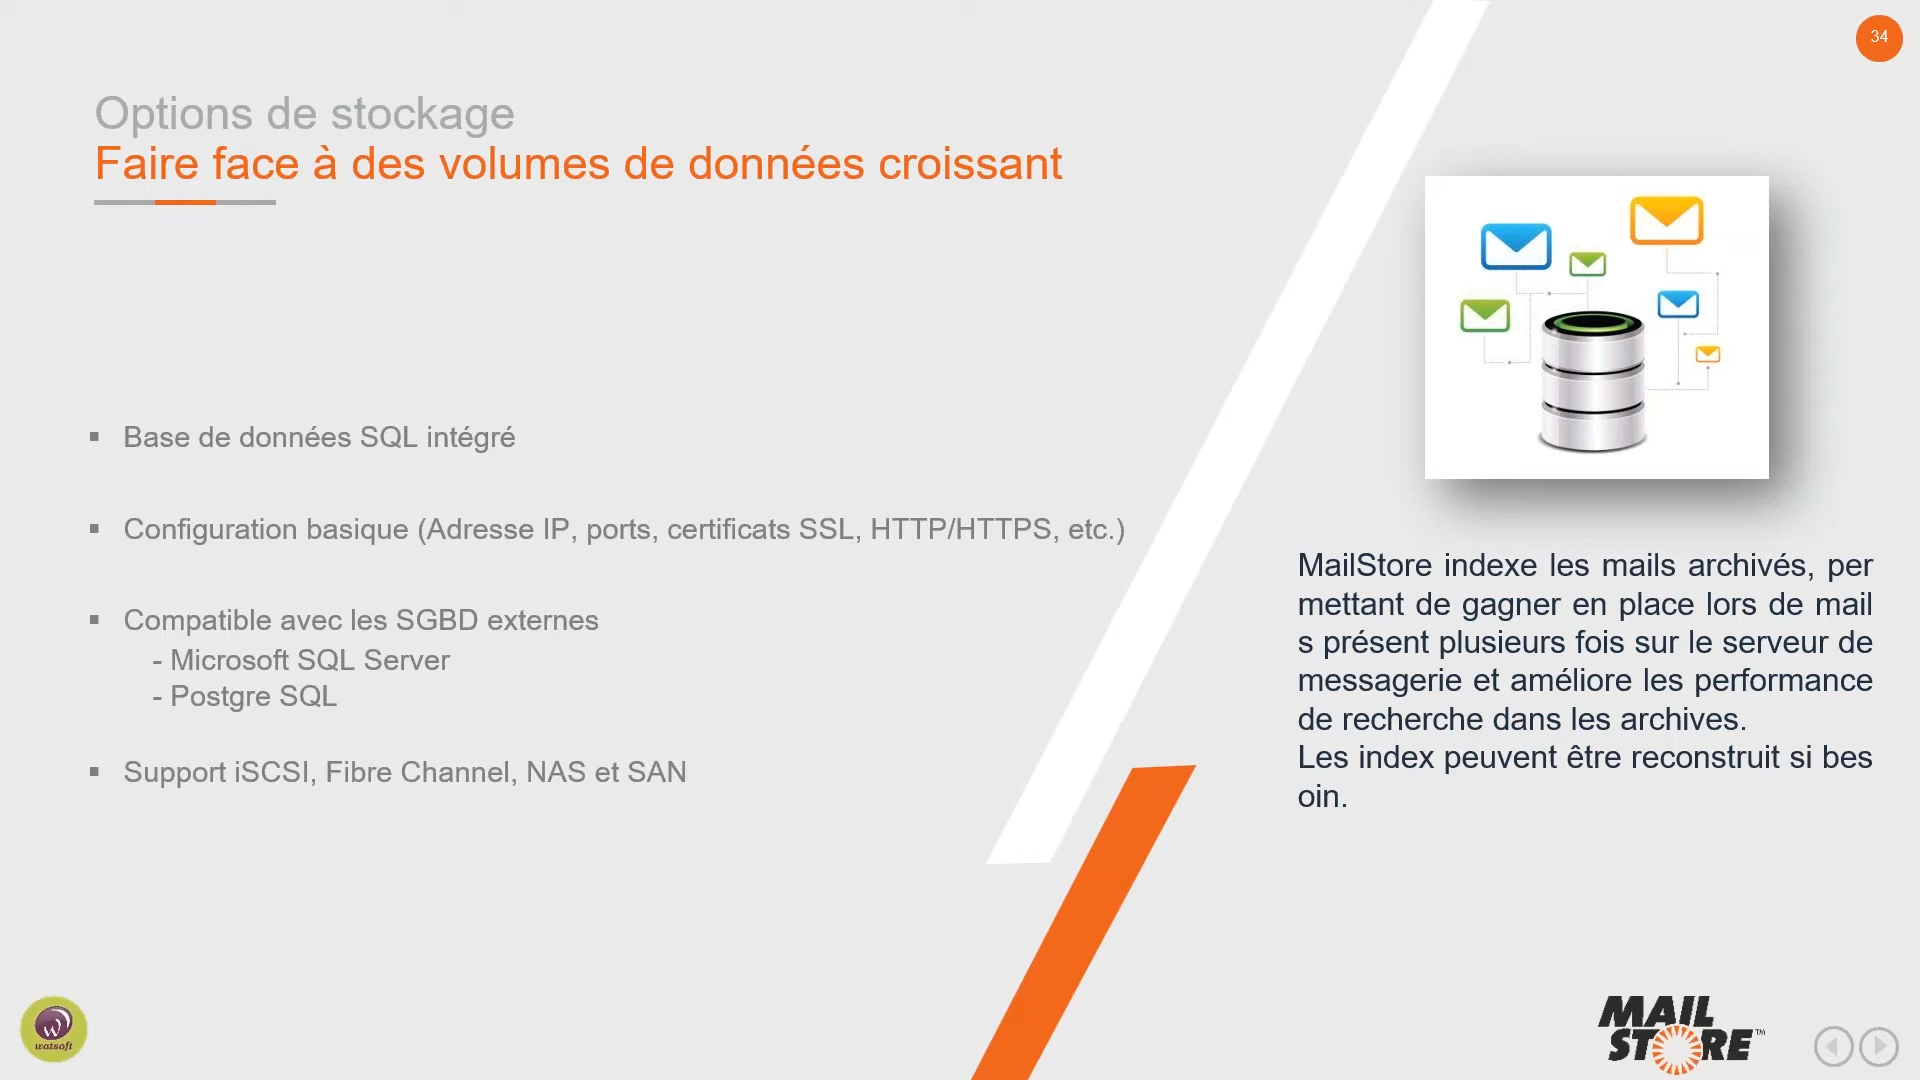 34
Options de stockage
Faire face à des volumes de données croissant
▪ Base de données SQL intégré
▪ Configuration basique (Adresse IP, ports, certificats SSL, HTTP/HTTPS, etc.)
▪ Compatible avec les SGBD externes
- Microsoft SQL Server
- Postgre SQL
▪ Support iSCSI, Fibre Channel, NAS et SAN
MailStore indexe les mails archivés, per
mettant de gagner en place lors de mail
s présent plusieurs fois sur le serveur de
messagerie et améliore les performance
de recherche dans les archives.
Les index peuvent être reconstruit si bes
oin.
W
watsoft
MAIL
STORE™